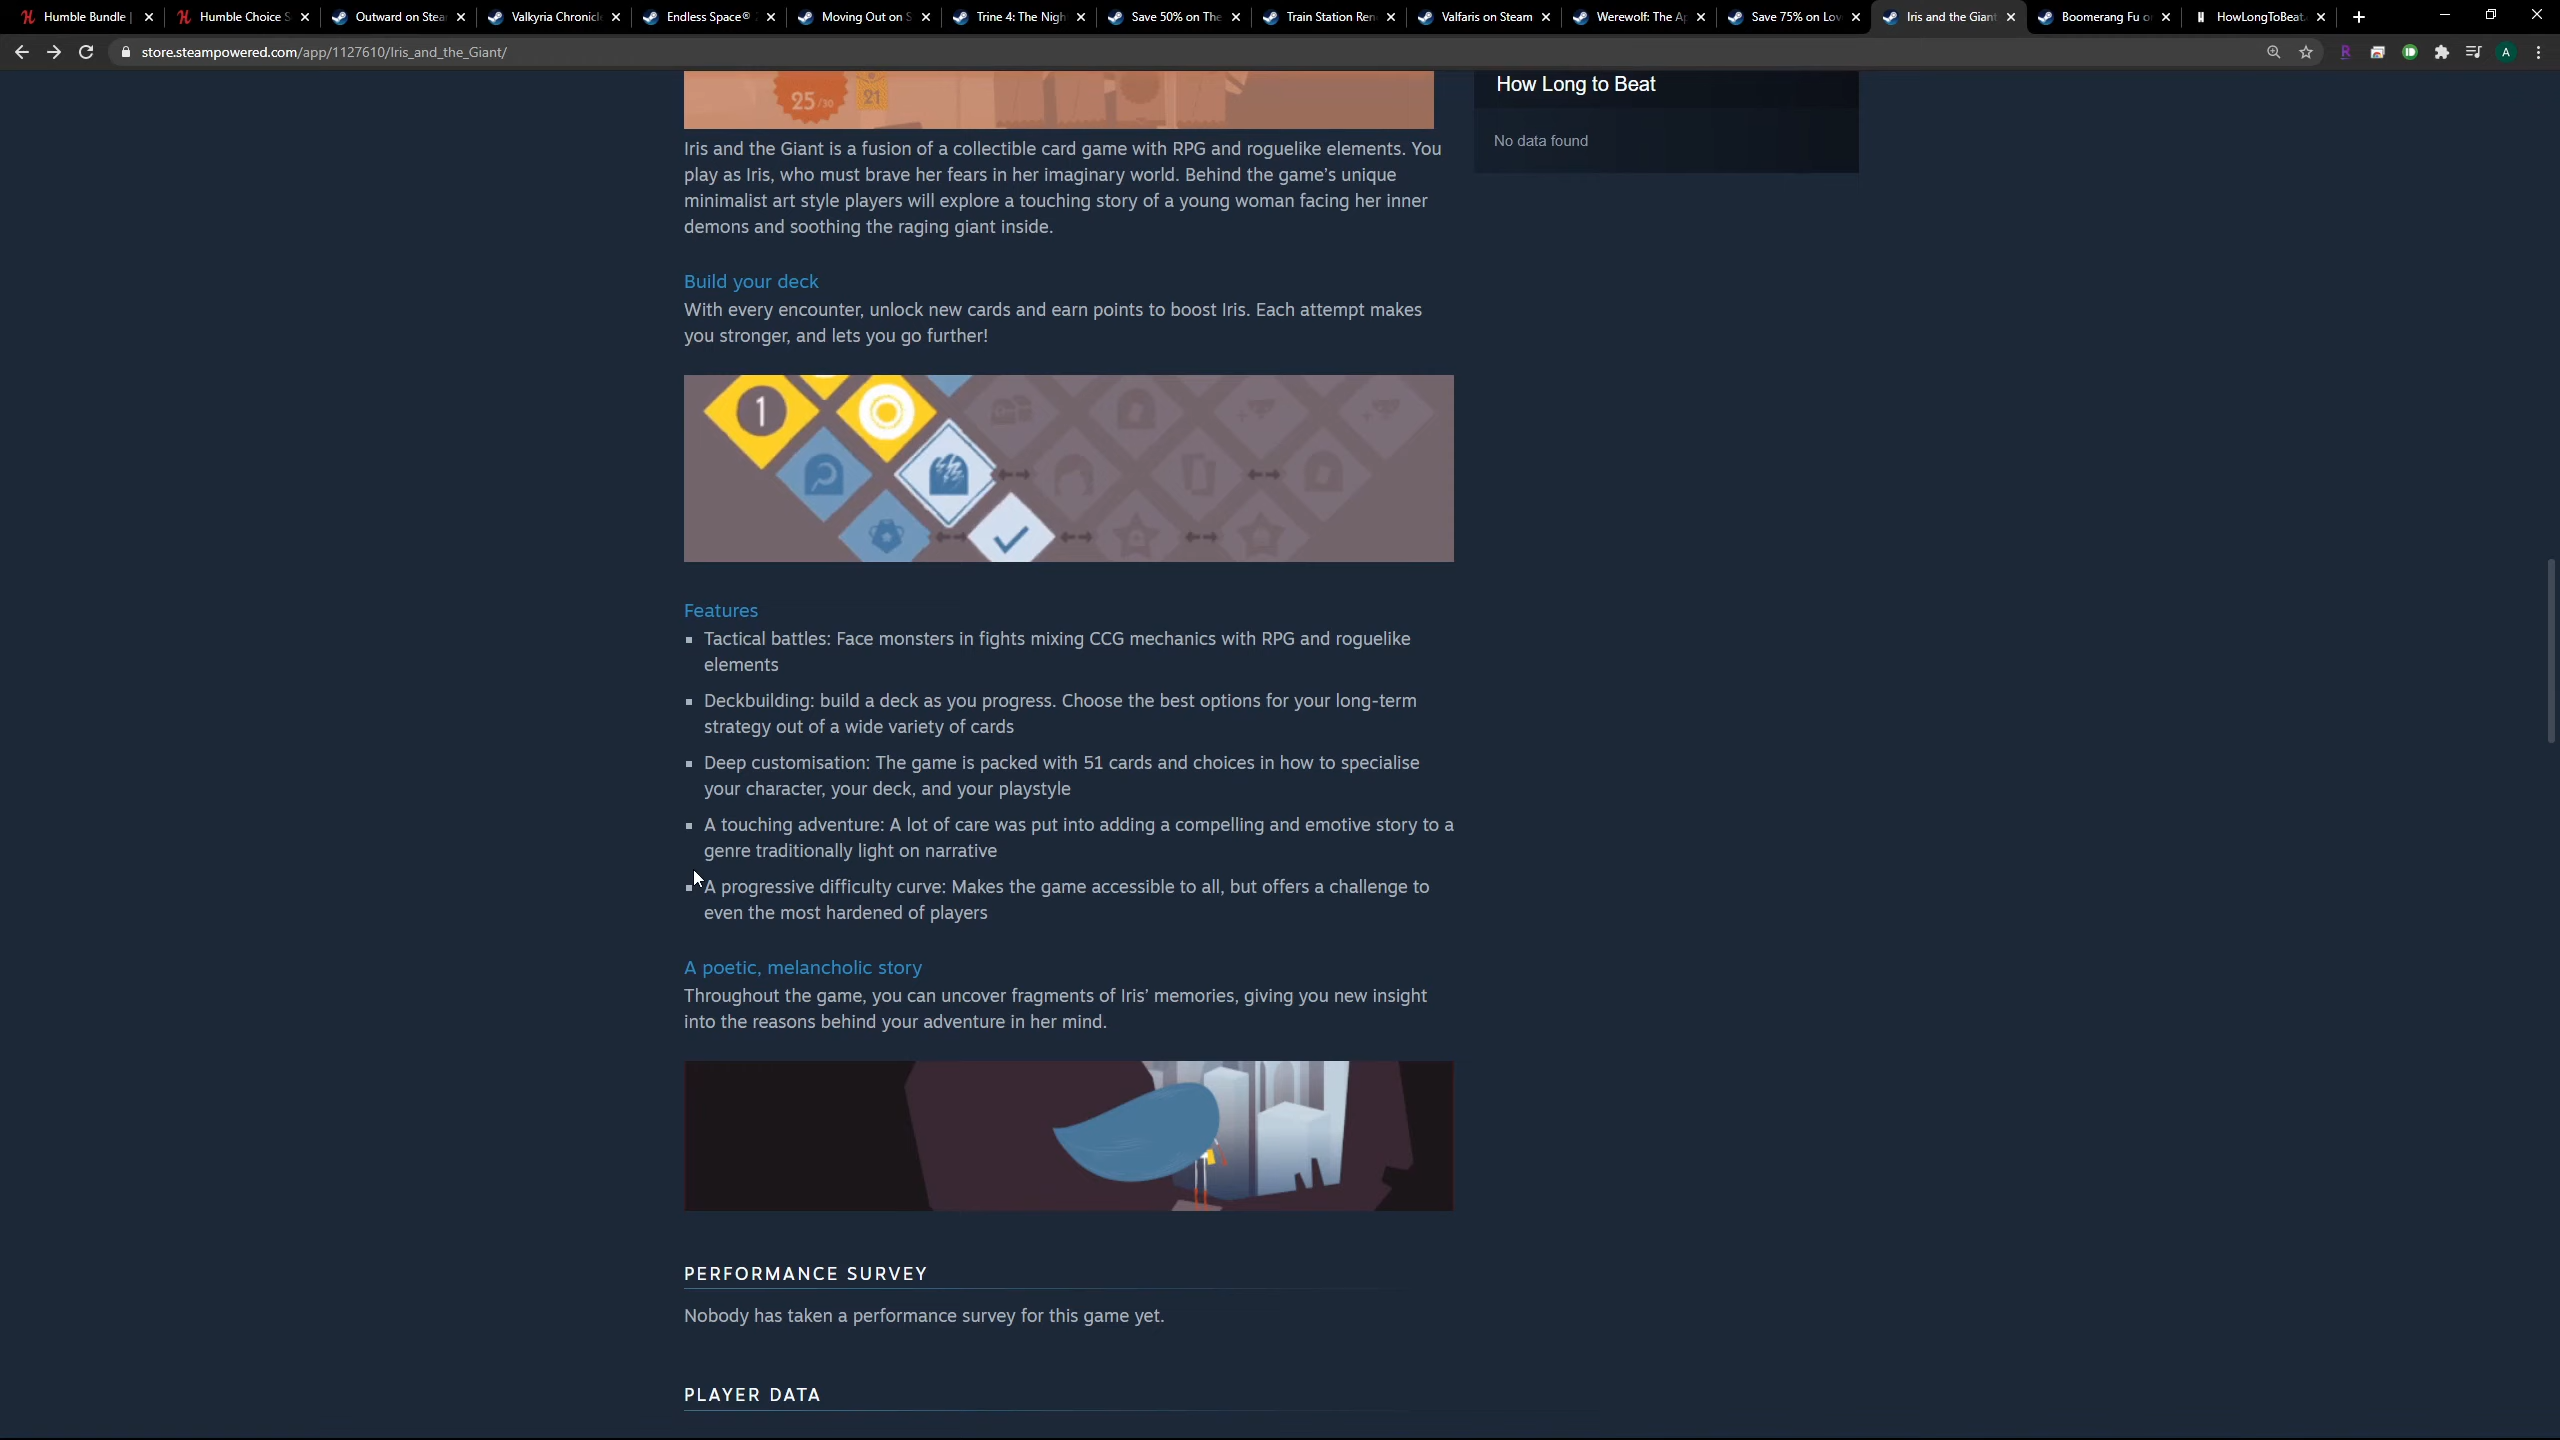 Humble Bundle |
Humble Choice S
Outward on Stea
Valkyria Chronicl
Endless Space®
Moving Out on S
Trine 4: The Nigh
Save 50% on The
Train Station Ren
Valfaris on Steam
Werewolf: The Ap
Save 75% on Lov
Iris and the Giant
Boomerang Fu o
HowLongToBeat.
store.steampowered.com/app/1127610/Iris_and_the_Giant/
A
25/30
21
How Long to Beat
No data found
Iris and the Giant is a fusion of a collectible card game with RPG and roguelike elements. You
play as Iris, who must brave her fears in her imaginary world. Behind the game's unique
minimalist art style players will explore a touching story of a young woman facing her inner
demons and soothing the raging giant inside.
Build your deck
With every encounter, unlock new cards and earn points to boost Iris. Each attempt makes
you stronger, and lets you go further!
1
Features
Tactical battles: Face monsters in fights mixing CCG mechanics with RPG and roguelike
elements
Deckbuilding: build a deck as you progress. Choose the best options for your long-term
strategy out of a wide variety of cards
Deep customisation: The game is packed with 51 cards and choices in how to specialise
your character, your deck, and your playstyle
A touching adventure: A lot of care was put into adding a compelling and emotive story to a
genre traditionally light on narrative
A progressive difficulty curve: Makes the game accessible to all, but offers a challenge to
even the most hardened of players
A poetic, melancholic story
Throughout the game, you can uncover fragments of Iris' memories, giving you new insight
into the reasons behind your adventure in her mind.
PERFORMANCE SURVEY
Nobody has taken a performance survey for this game yet.
PLAYER DATA